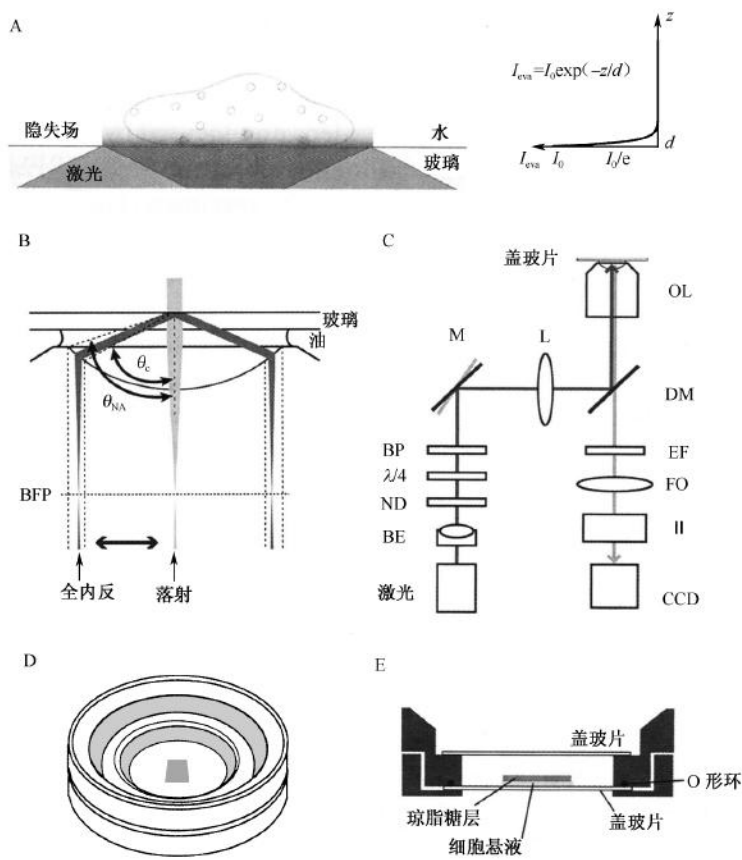 A
z
I_eva=I_0exp(−z/d)
隐失场
水
激光
玻璃
d
I_eva I_0 I_0/e
B
玻璃
油
θ_c
θ_NA
BFP
全内反
落射
C
盖玻片
OL
M
L
DM
BP
EF
λ/4
FO
ND
II
BE
激光
CCD
D
E
盖玻片
O 形环
琼脂糖层
盖玻片
细胞悬液